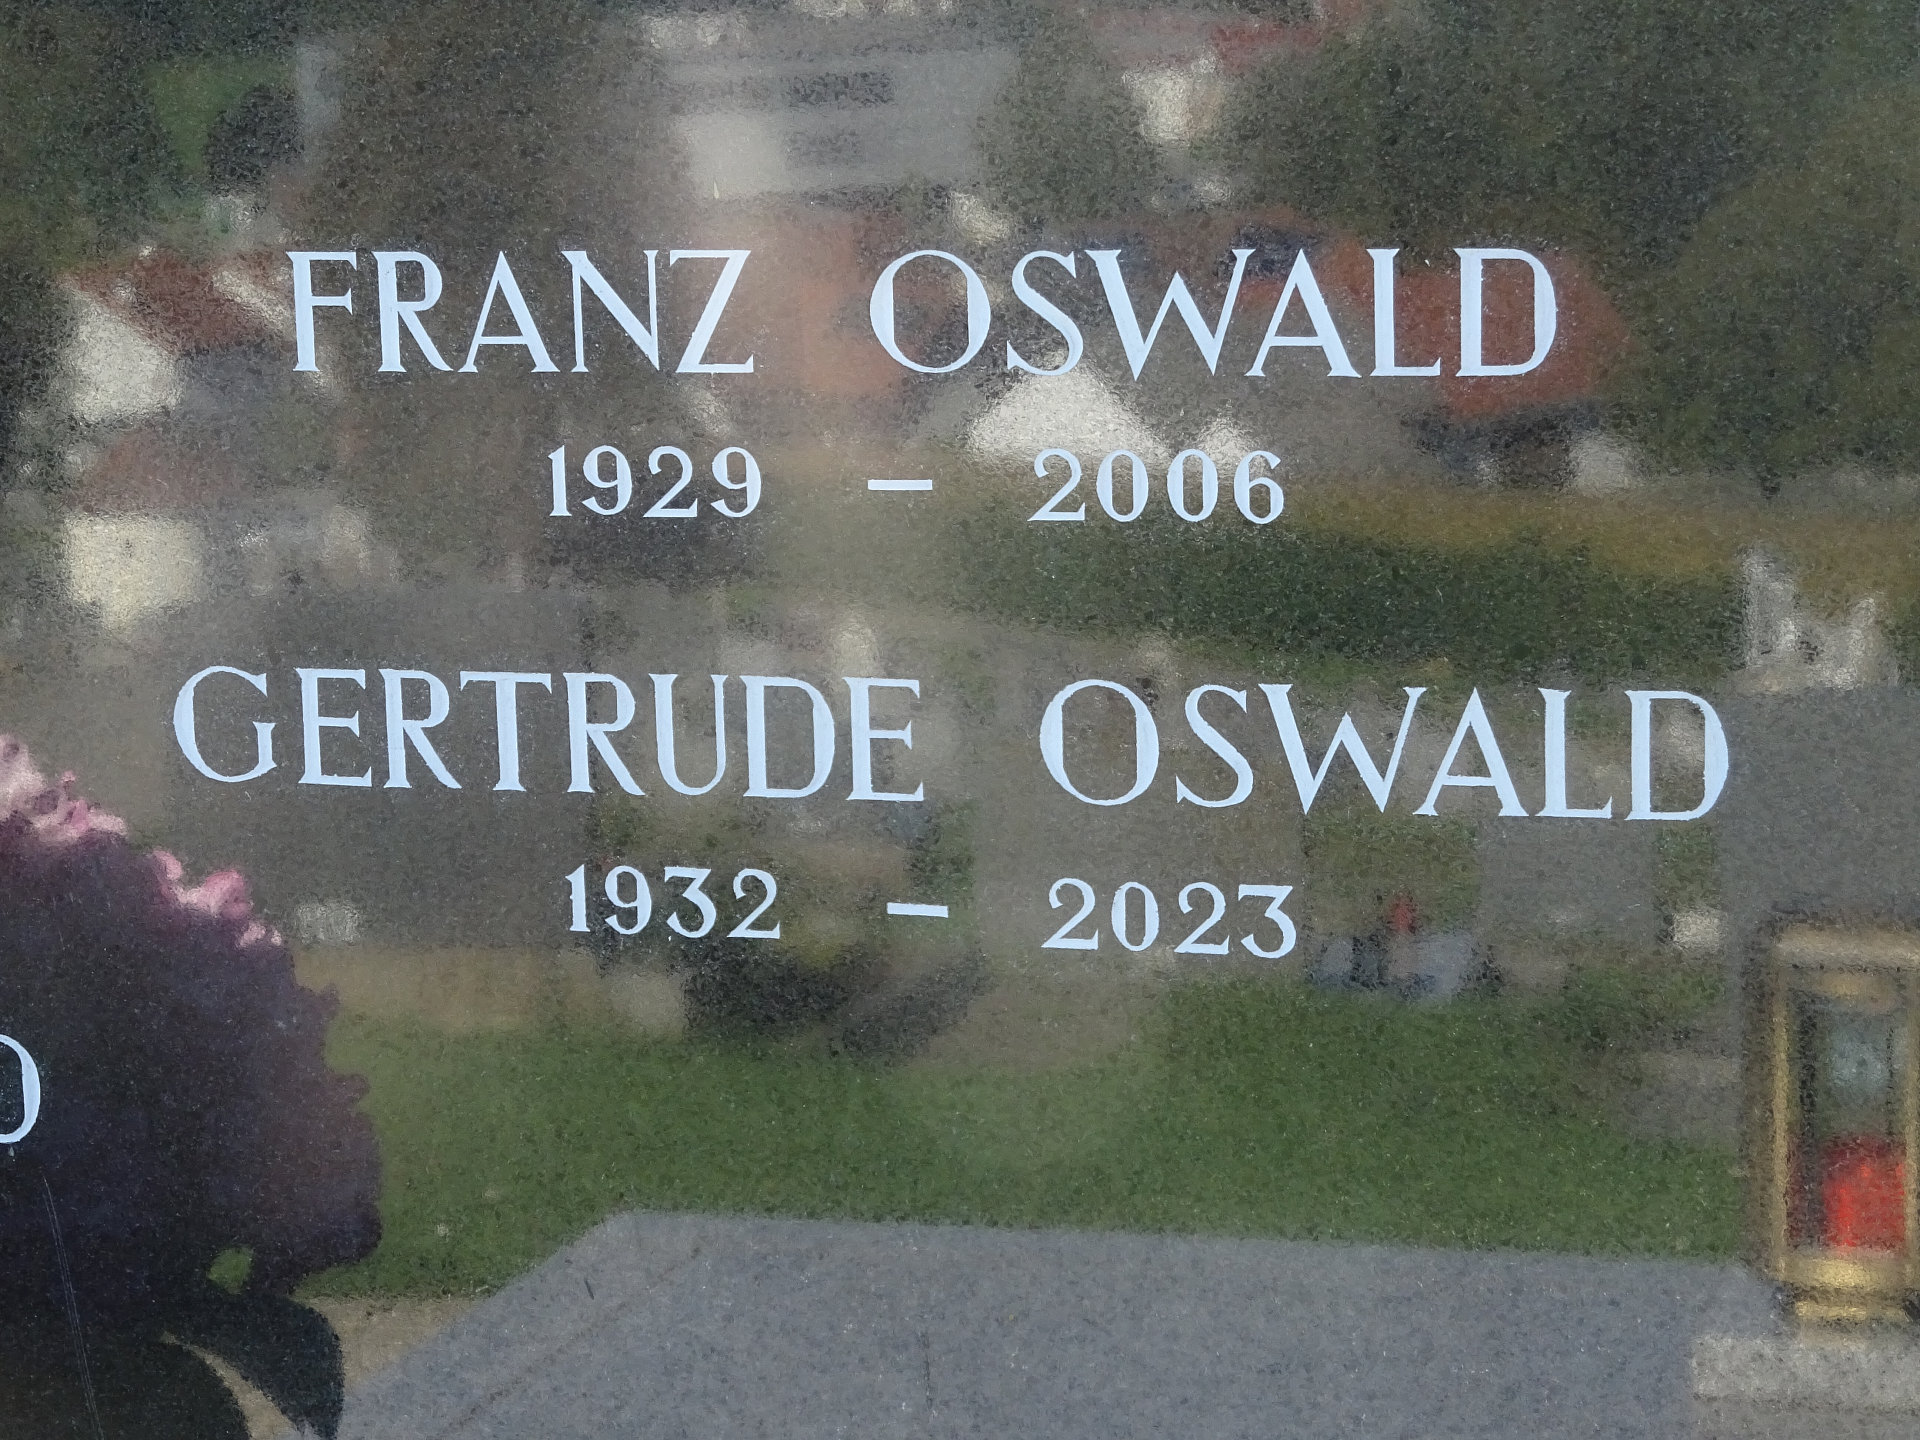 FRANZ OSWALD
1929 – 2006
GERTRUDE OSWALD
1932 – 2023